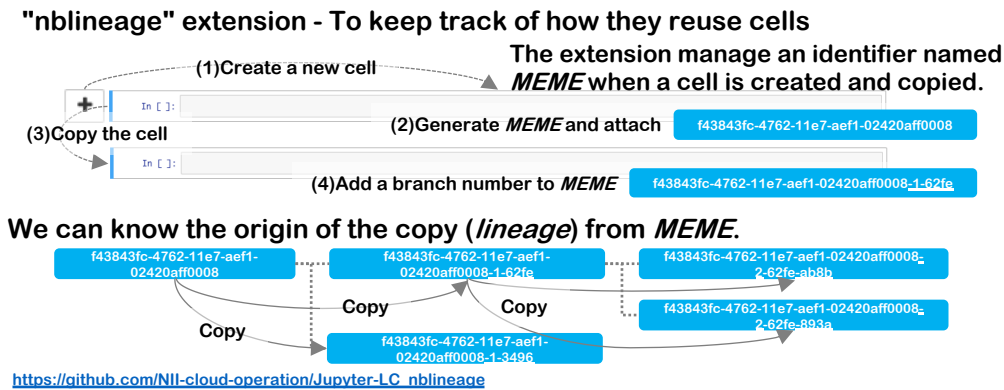 "nblineage" extension - To keep track of how they reuse cells
The extension manage an identifier named
MEME when a cell is created and copied.
(1)Create a new cell
In [ ]:
(2)Generate MEME and attach
f43843fc-4762-11e7-aef1-02420aff0008
(3)Copy the cell
In [ ]:
(4)Add a branch number to MEME
f43843fc-4762-11e7-aef1-02420aff0008-1-62fe
We can know the origin of the copy (lineage) from MEME.
f43843fc-4762-11e7-aef1-
02420aff0008
f43843fc-4762-11e7-aef1-
02420aff0008-1-62fe
f43843fc-4762-11e7-aef1-02420aff0008-
2-62fe-ab8b
Copy
Copy
Copy
f43843fc-4762-11e7-aef1-02420aff0008-
2-62fe-893a
f43843fc-4762-11e7-aef1-
02420aff0008-1-3496
https://github.com/NII-cloud-operation/Jupyter-LC_nblineage